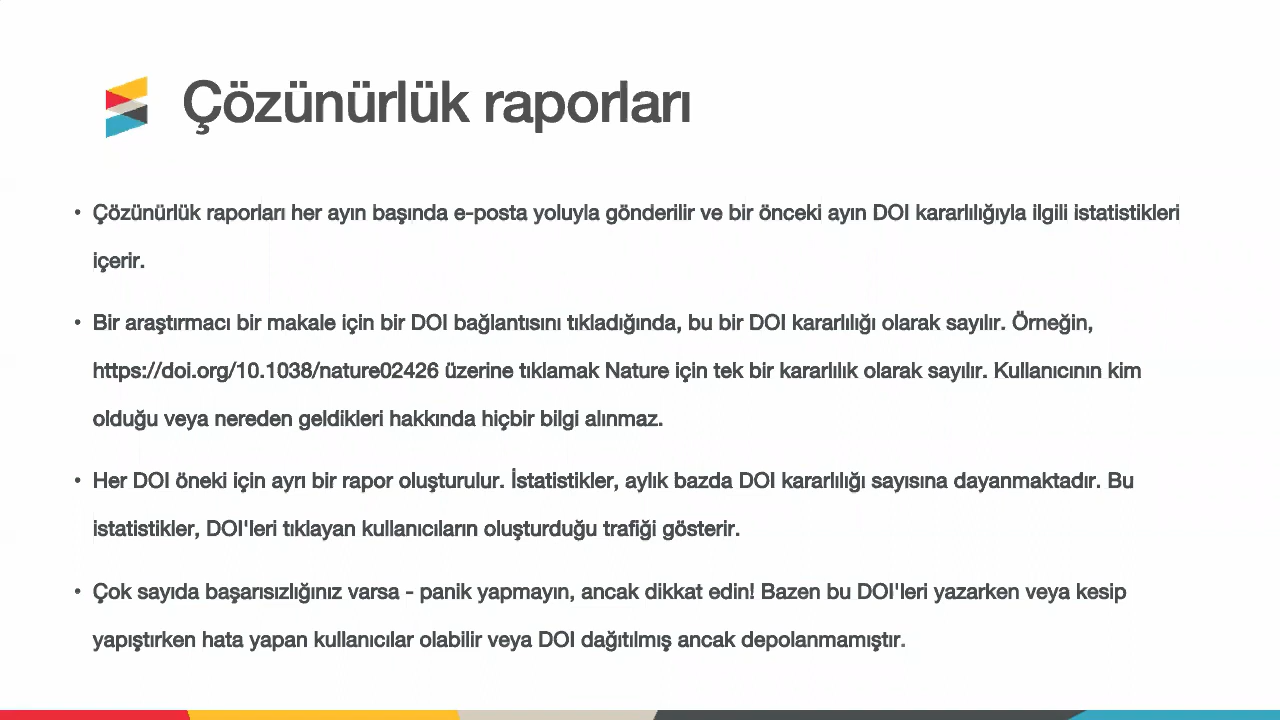 Çözünürlük raporları
• Çözünürlük raporları her ayın başında e-posta yoluyla gönderilir ve bir önceki ayın DOI kararlılığıyla ilgili istatistikleri
içerir.
• Bir araştırmacı bir makale için bir DOI bağlantısını tıkladığında, bu bir DOI kararlılığı olarak sayılır. Örneğin,
https://doi.org/10.1038/nature02426 üzerine tıklamak Nature için tek bir kararlılık olarak sayılır. Kullanıcının kim
olduğu veya nereden geldikleri hakkında hiçbir bilgi alınmaz.
• Her DOI öneki için ayrı bir rapor oluşturulur. İstatistikler, aylık bazda DOI kararlılığı sayısına dayanmaktadır. Bu
istatistikler, DOI'leri tıklayan kullanıcıların oluşturduğu trafiği gösterir.
• Çok sayıda başarısızlığınız varsa - panik yapmayın, ancak dikkat edin! Bazen bu DOI'leri yazarken veya kesip
yapıştırken hata yapan kullanıcılar olabilir veya DOI dağıtılmış ancak depolanmamıştır.